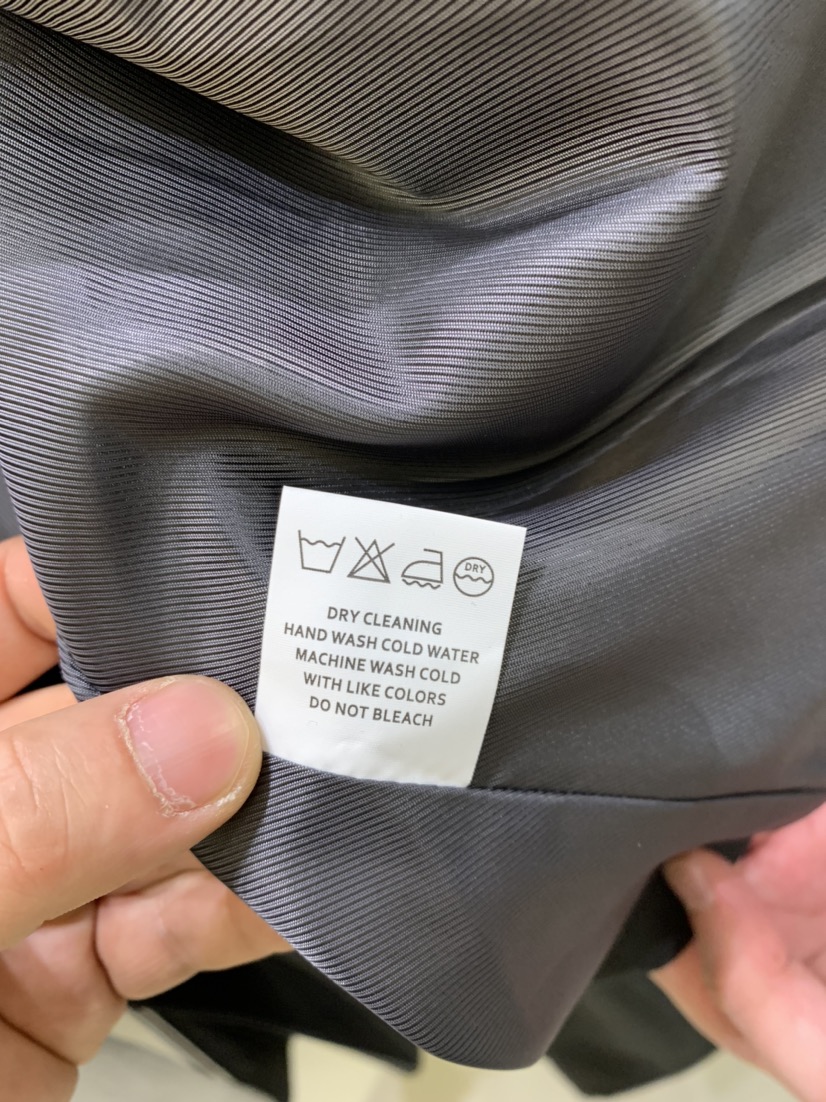 DRY
DRY CLEANING
HAND WASH COLD WATER
MACHINE WASH COLD
WITH LIKE COLORS
DO NOT BLEACH